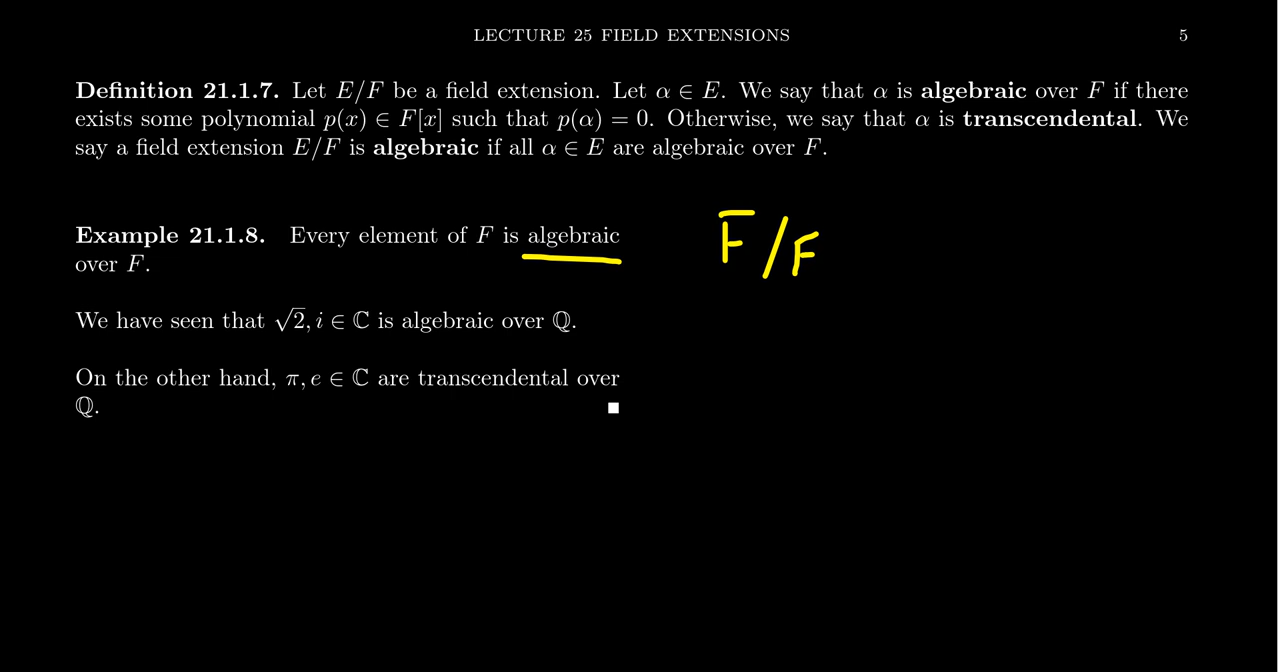 LECTURE 25 FIELD EXTENSIONS 5
Definition 21.1.7. Let E/F be a field extension. Let α ∈ E. We say that α is algebraic over F if there
exists some polynomial p(x) ∈ F[x] such that p(α) = 0. Otherwise, we say that α is transcendental. We
say a field extension E/F is algebraic if all α ∈ E are algebraic over F.
Example 21.1.8. Every element of F is algebraic
over F.
F/F
We have seen that √2, i ∈ ℂ is algebraic over ℚ.
On the other hand, π, e ∈ ℂ are transcendental over
ℚ.